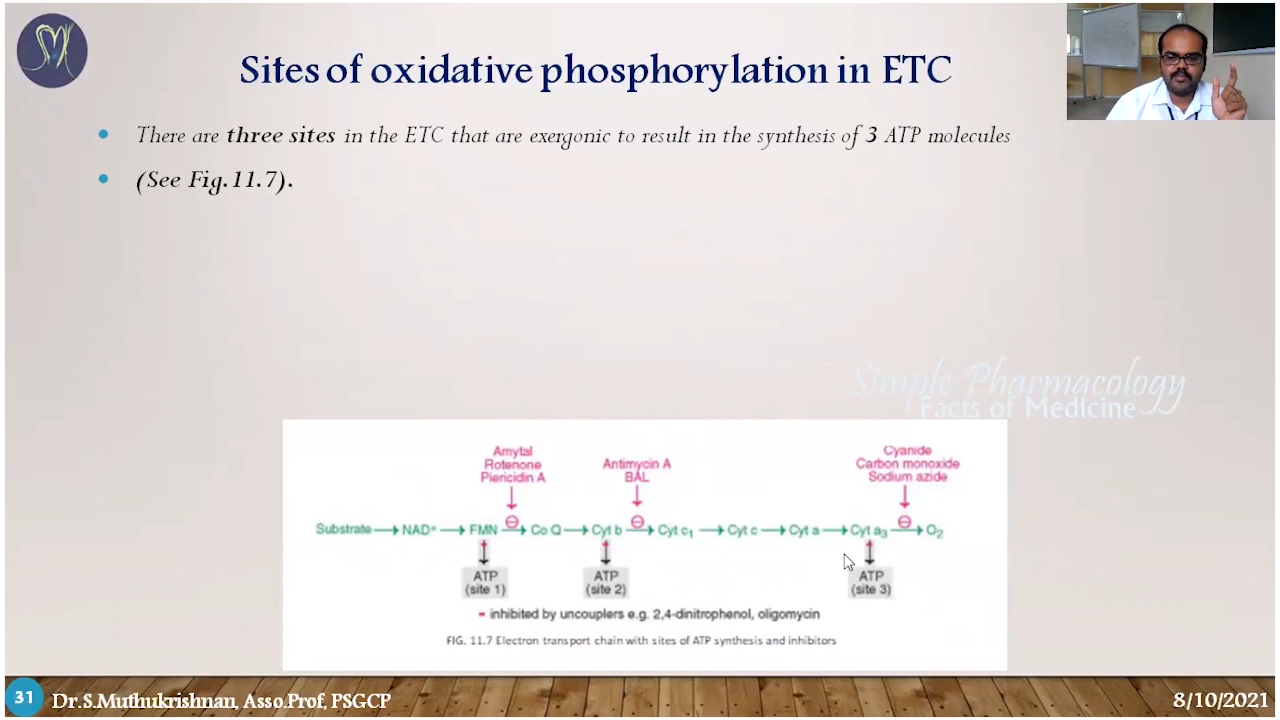 Sites of oxidative phosphorylation in ETC
There are three sites in the ETC that are exergonic to result in the synthesis of 3 ATP molecules
(See Fig.11.7).
Simple Pharmacology
Facts of Medicine
Amytal
Rotenone
Piericidin A
Antimycin A
BAL
Cyanide
Carbon monoxide
Sodium azide
Substrate → NAD⁺ → FMN ⊖→ Co Q → Cyt b ⊖→ Cyt c₁ → Cyt c → Cyt a → Cyt a₃ ⊖→ O₂
ATP
(site 1)
ATP
(site 2)
ATP
(site 3)
- inhibited by uncouplers e.g. 2,4-dinitrophenol, oligomycin
FIG. 11.7 Electron transport chain with sites of ATP synthesis and inhibitors
31 Dr.S.Muthukrishnan, Asso.Prof, PSGCP
8/10/2021